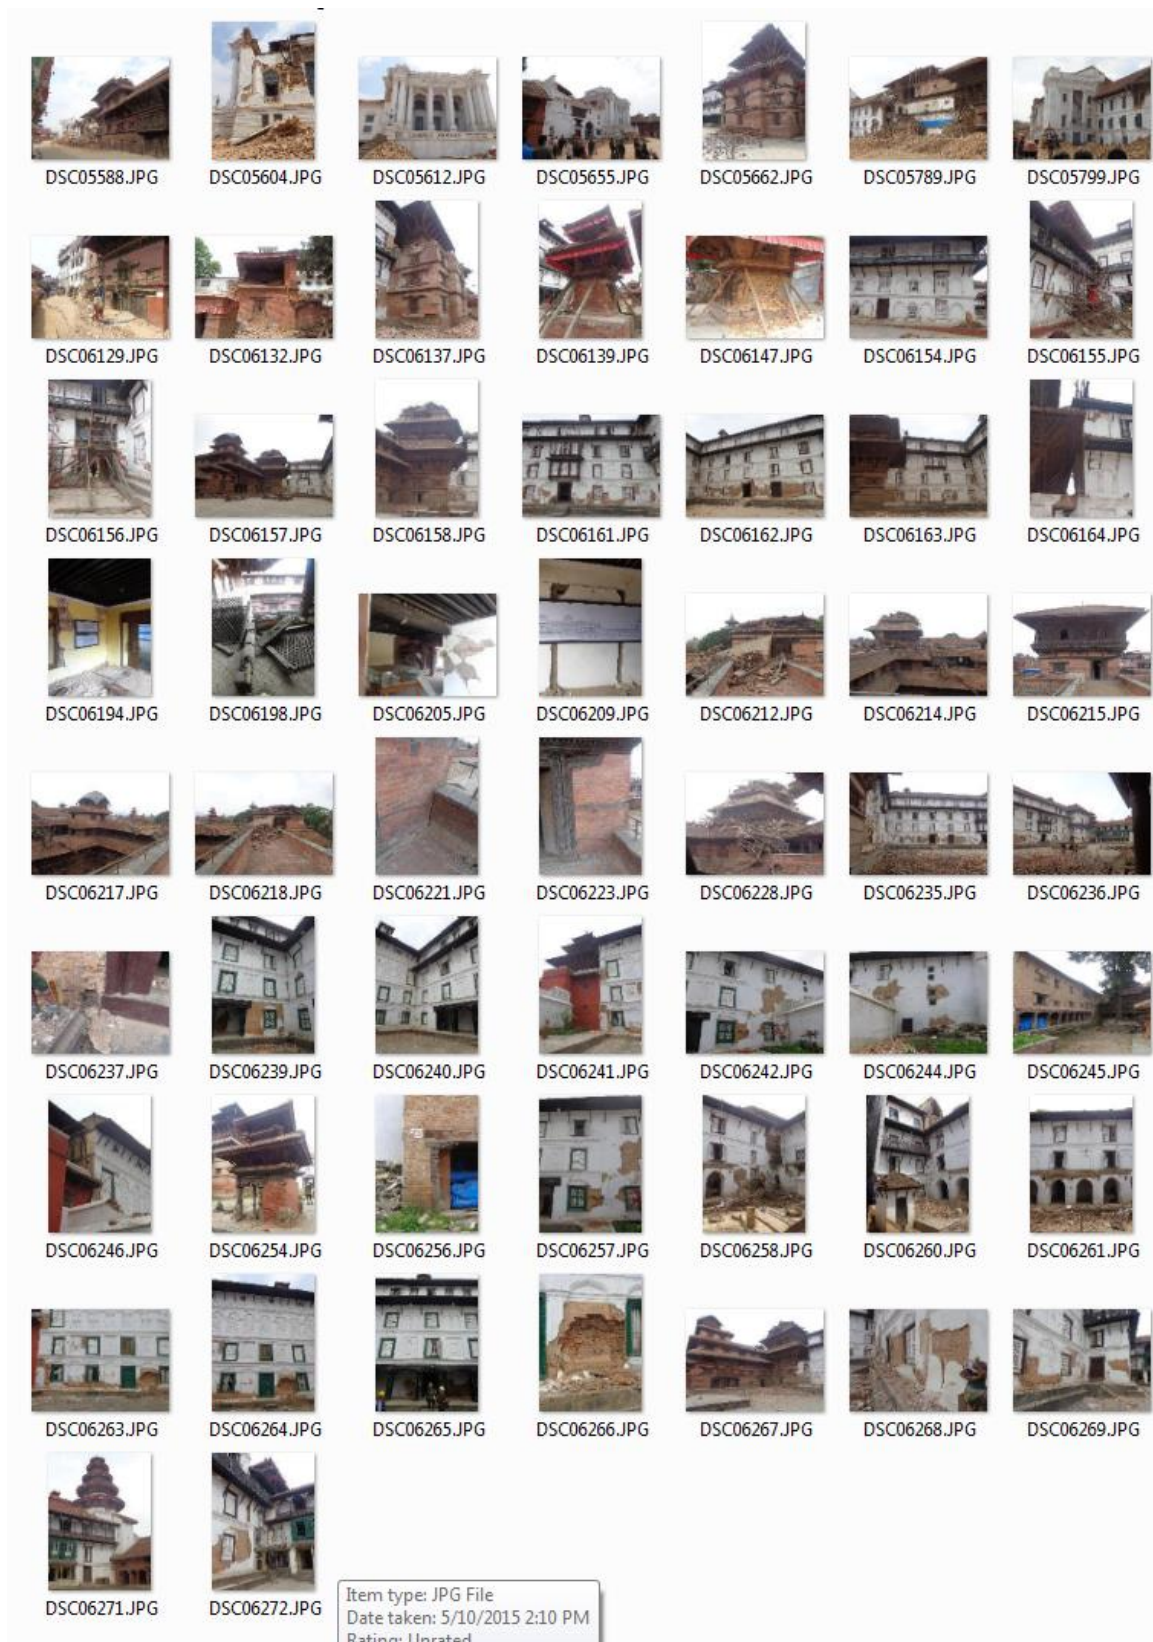 DSC05588.JPG DSC05604.JPG DSC05612.JPG DSC05655.JPG DSC05662.JPG DSC05789.JPG DSC05799.JPG
DSC06129.JPG DSC06132.JPG DSC06137.JPG DSC06139.JPG DSC06147.JPG DSC06154.JPG DSC06155.JPG
DSC06156.JPG DSC06157.JPG DSC06158.JPG DSC06161.JPG DSC06162.JPG DSC06163.JPG DSC06164.JPG
DSC06194.JPG DSC06198.JPG DSC06205.JPG DSC06209.JPG DSC06212.JPG DSC06214.JPG DSC06215.JPG
DSC06217.JPG DSC06218.JPG DSC06221.JPG DSC06223.JPG DSC06228.JPG DSC06235.JPG DSC06236.JPG
DSC06237.JPG DSC06239.JPG DSC06240.JPG DSC06241.JPG DSC06242.JPG DSC06244.JPG DSC06245.JPG
DSC06246.JPG DSC06254.JPG DSC06256.JPG DSC06257.JPG DSC06258.JPG DSC06260.JPG DSC06261.JPG
DSC06263.JPG DSC06264.JPG DSC06265.JPG DSC06266.JPG DSC06267.JPG DSC06268.JPG DSC06269.JPG
DSC06271.JPG DSC06272.JPG
Item type: JPG File
Date taken: 5/10/2015 2:10 PM
Rating: Unrated